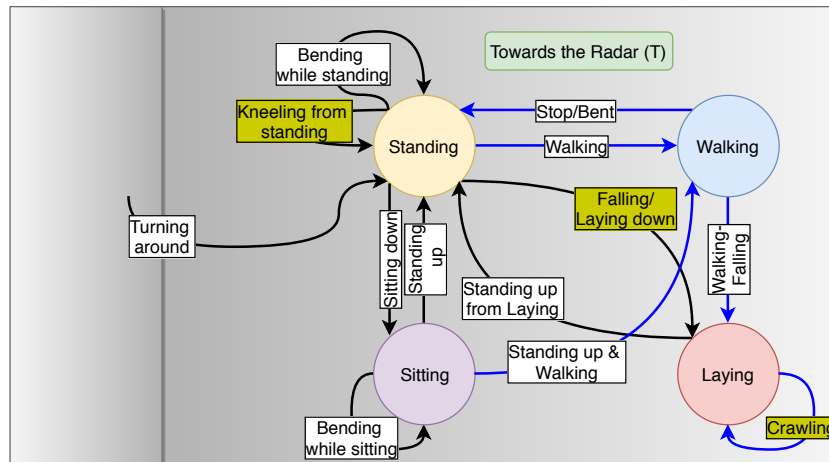 Towards the Radar (T)
Bending
while standing
Kneeling from
standing
Stop/Bent
Standing
Walking
Walking
Falling/
Laying down
Turning
around
Sitting down
Standing
up
Walking-
Falling
Standing up
from Laying
Standing up &
Walking
Sitting
Laying
Bending
while sitting
Crawling